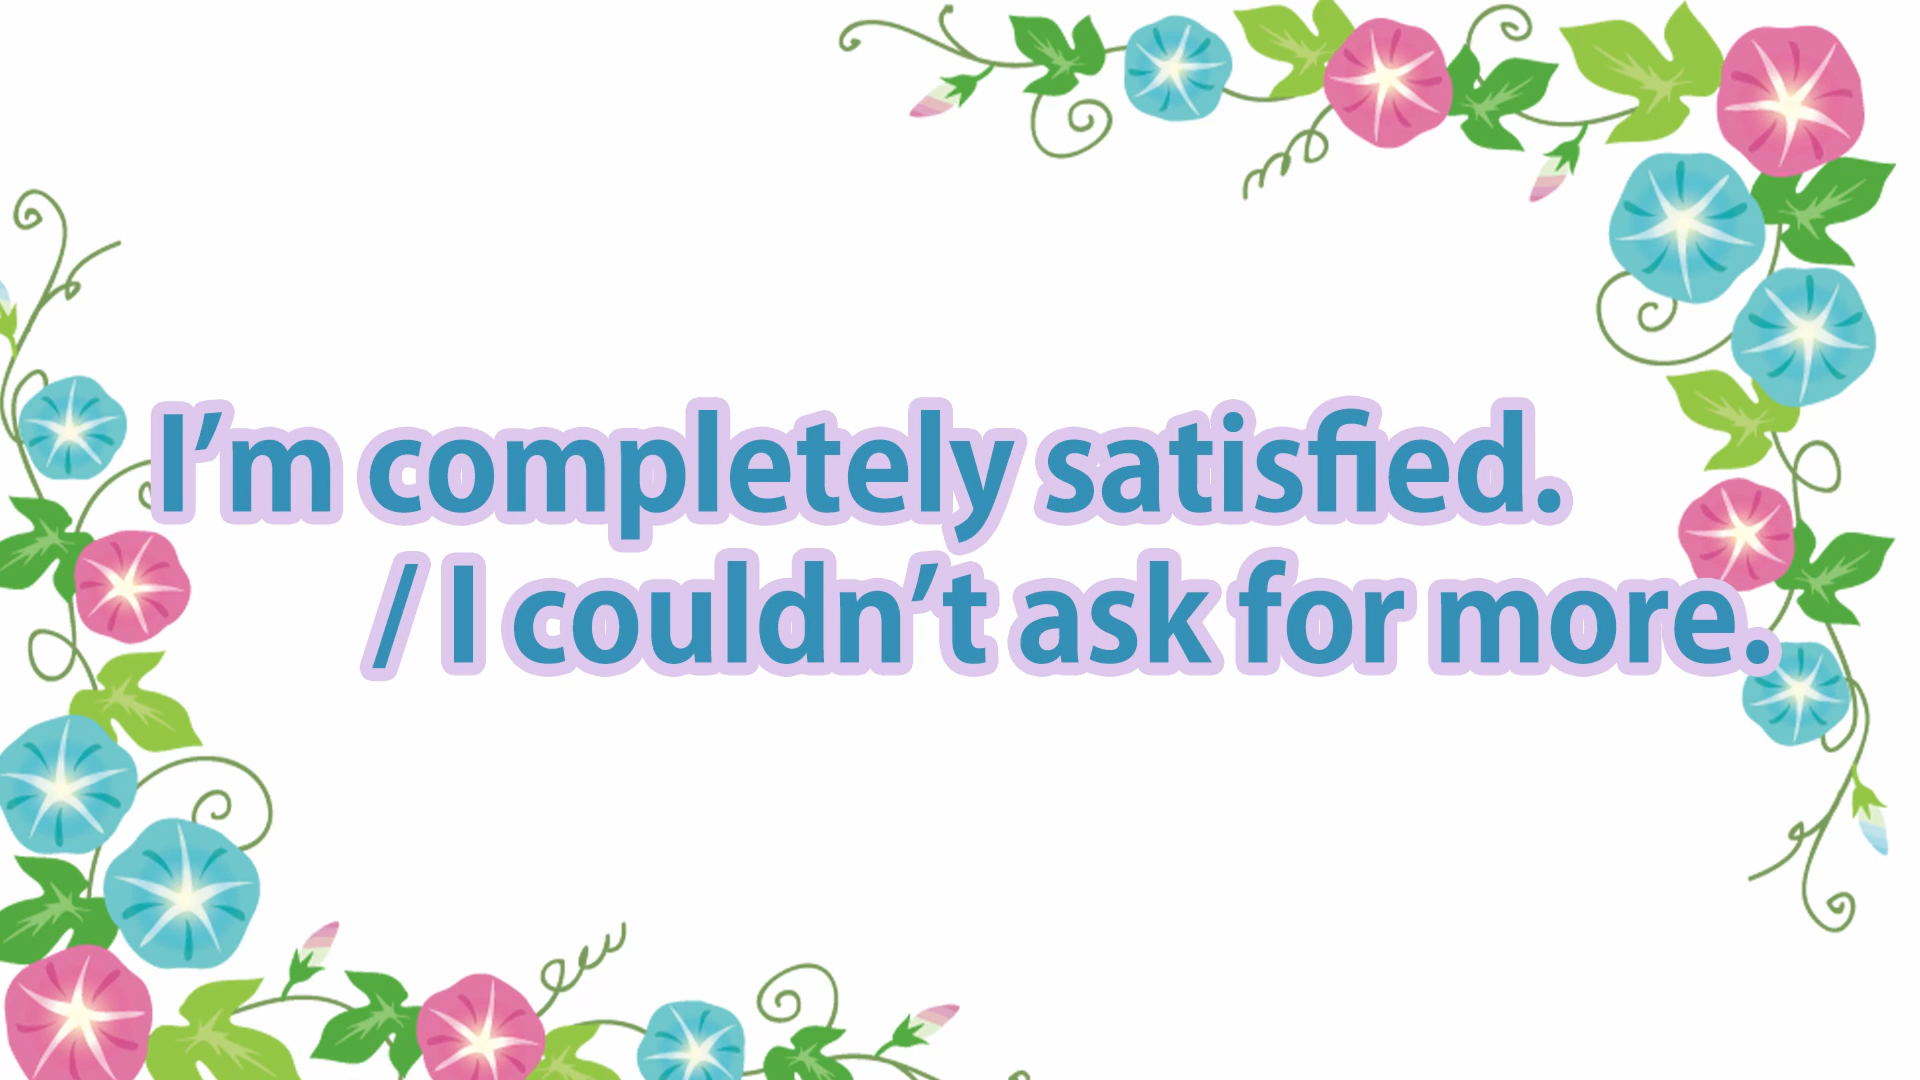 I’m completely satisfied.
/ I couldn’t ask for more.